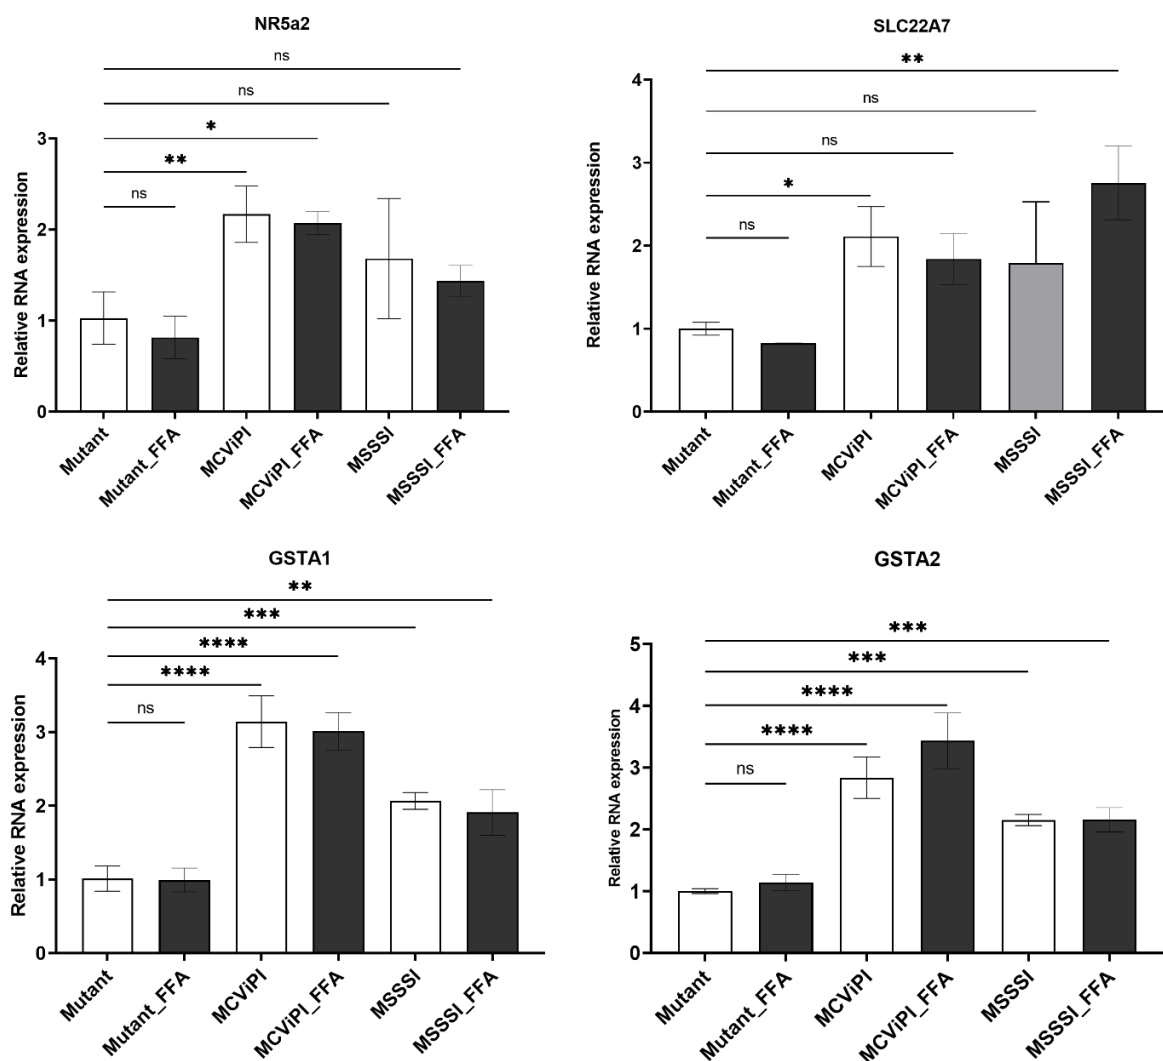 NR5a2
ns
ns
*
**
ns
Relative RNA expression
3
2
1
0
Mutant
Mutant_FFA
MCViPI
MCViPI_FFA
MSSSI
MSSSI_FFA
SLC22A7
**
ns
ns
*
ns
Relative RNA expression
4
3
2
1
0
Mutant
Mutant_FFA
MCViPI
MCViPI_FFA
MSSSI
MSSSI_FFA
GSTA1
**
***
****
****
ns
Relative RNA expression
4
3
2
1
0
Mutant
Mutant_FFA
MCViPI
MCViPI_FFA
MSSSI
MSSSI_FFA
GSTA2
***
***
****
****
ns
Relative RNA expression
5
4
3
2
1
0
Mutant
Mutant_FFA
MCViPI
MCViPI_FFA
MSSSI
MSSSI_FFA